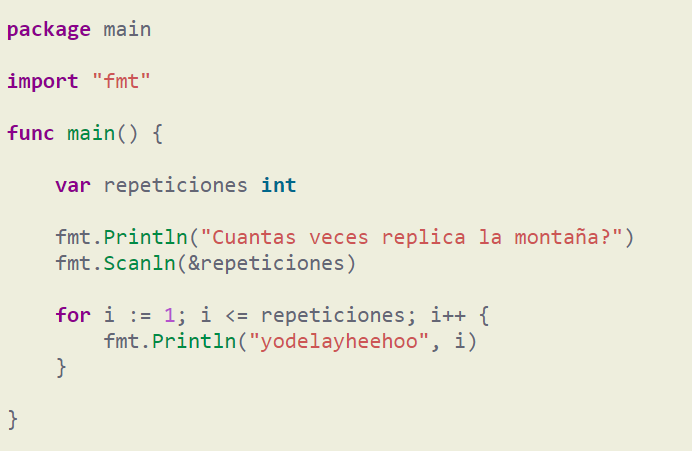 package main
import "fmt"
func main() {
var repeticiones int
fmt.Println("Cuantas veces replica la montaña?")
fmt.Scanln(&repeticiones)
for i := 1; i <= repeticiones; i++ {
fmt.Println("yodelayheehoo", i)
}
}